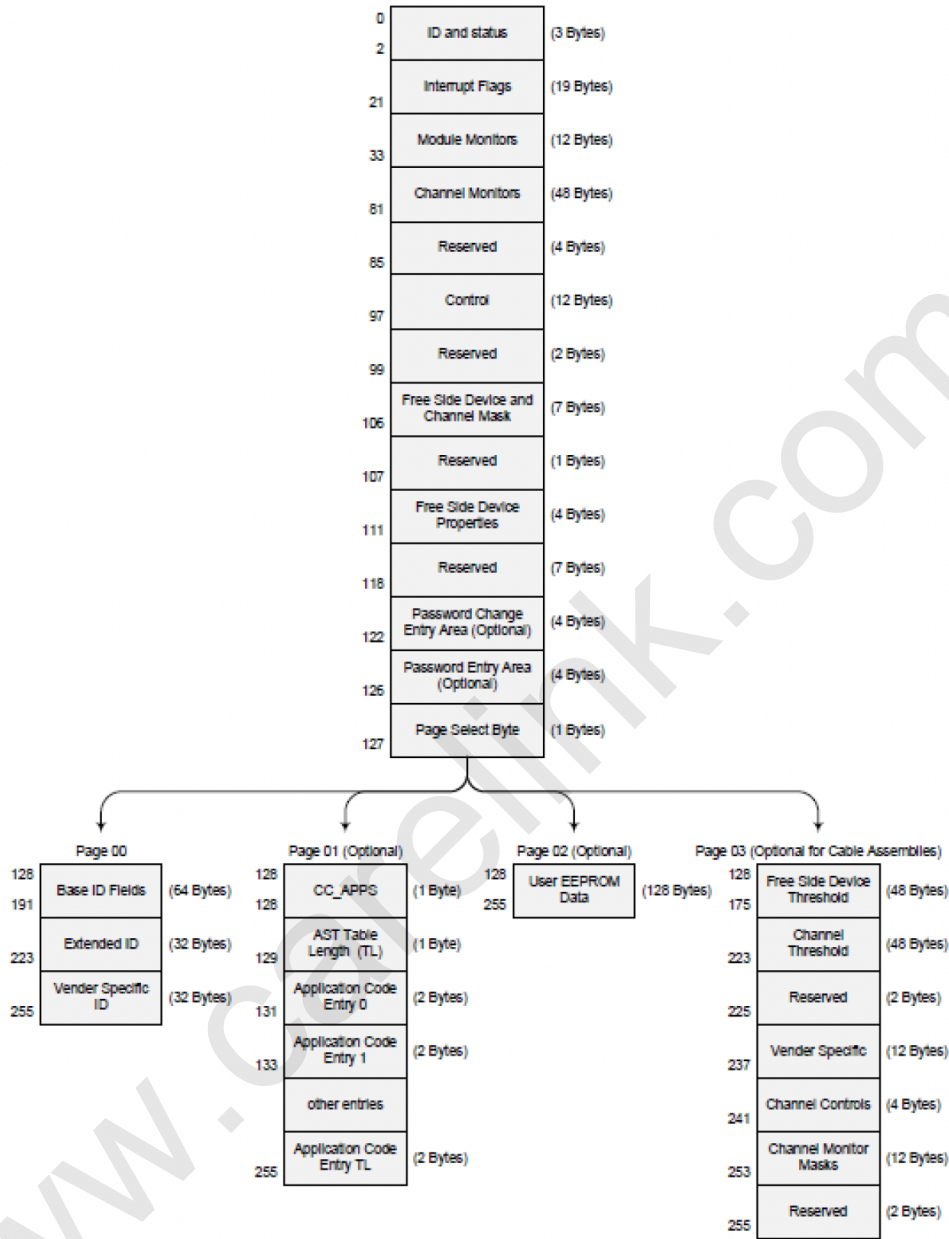 0
ID and status (3 Bytes)
2
Interrupt Flags (19 Bytes)
21
Module Monitors (12 Bytes)
33
Channel Monitors (48 Bytes)
81
Reserved (4 Bytes)
85
Control (12 Bytes)
97
Reserved (2 Bytes)
99
Free Side Device and
Channel Mask (7 Bytes)
106
Reserved (1 Bytes)
107
Free Side Device
Properties (4 Bytes)
111
Reserved (7 Bytes)
118
Password Change
Entry Area (Optional) (4 Bytes)
122
Password Entry Area
(Optional) (4 Bytes)
126
Page Select Byte (1 Bytes)
127
Page 00
128
Base ID Fields (64 Bytes)
191
Extended ID (32 Bytes)
223
Vender Specific
ID (32 Bytes)
255
Page 01 (Optional)
128
CC_APPS (1 Byte)
128
AST Table
Length (TL) (1 Byte)
129
Application Code
Entry 0 (2 Bytes)
131
Application Code
Entry 1 (2 Bytes)
133
other entries
Application Code
Entry TL (2 Bytes)
255
Page 02 (Optional)
128
User EEPROM
Data (128 Bytes)
255
Page 03 (Optional for Cable Assemblies)
128
Free Side Device
Threshold (48 Bytes)
175
Channel
Threshold (48 Bytes)
223
Reserved (2 Bytes)
225
Vender Specific (12 Bytes)
237
Channel Controls (4 Bytes)
241
Channel Monitor
Masks (12 Bytes)
253
Reserved (2 Bytes)
255
www.carelink.com